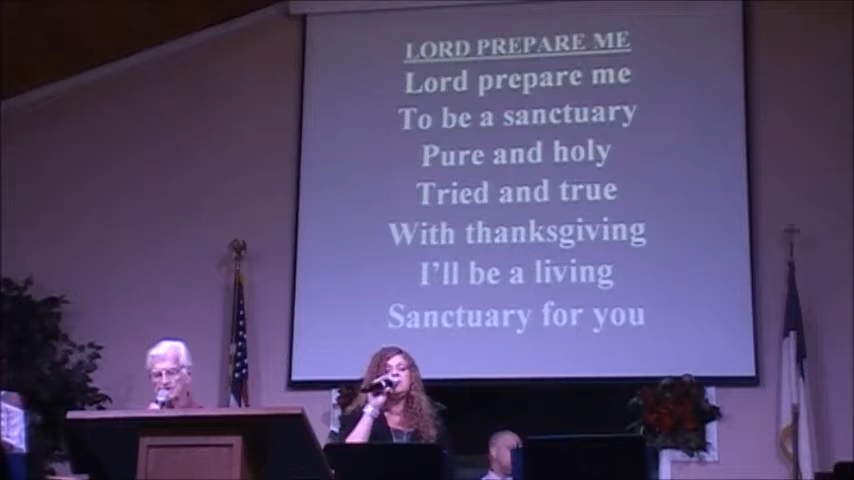 LORD PREPARE ME
Lord prepare me
To be a sanctuary
Pure and holy
Tried and true
With thanksgiving
I'll be a living
Sanctuary for you